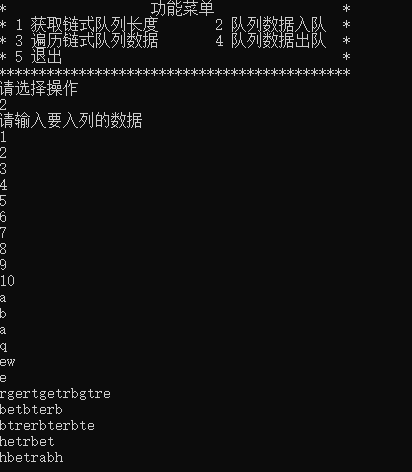 *                功能菜单                *
* 1 获取链式队列长度       2 队列数据入队  *
* 3 遍历链式队列数据       4 队列数据出队  *
* 5 退出                                 *
*********************************************
请选择操作
2
请输入要入列的数据
1
2
3
4
5
6
7
8
9
10
a
b
a
q
ew
e
rgertgetrbgtre
betbterb
btrerbterbte
hetrbet
hbetrabh